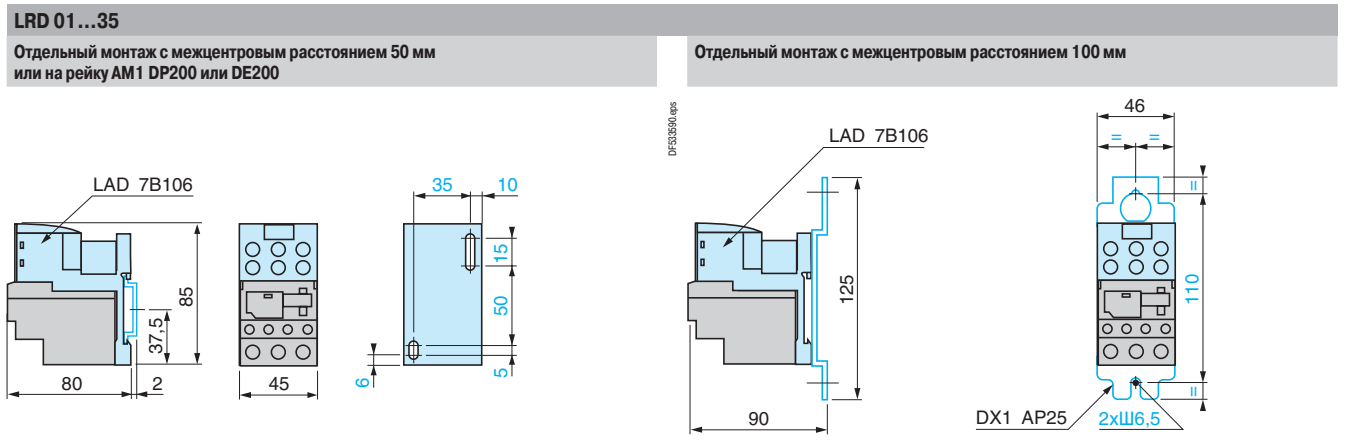 LRD 01…35
Отдельный монтаж с межцентровым расстоянием 50 мм
или на рейку AM1 DP200 или DE200
Отдельный монтаж с межцентровым расстоянием 100 мм
DF533590.eps
LAD 7B106
85
37,5
80
2
45
35
10
15
50
5
6
LAD 7B106
125
90
46
=
=
=
110
=
DX1 AP25
2xШ6,5